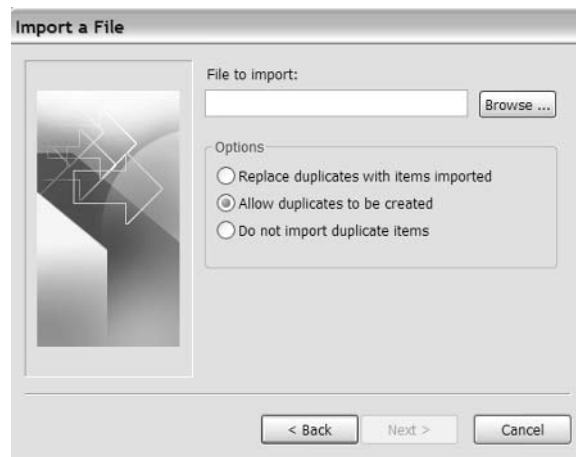 Import a File
File to import:
Browse ...
Options
Replace duplicates with items imported
Allow duplicates to be created
Do not import duplicate items
< Back
Next >
Cancel